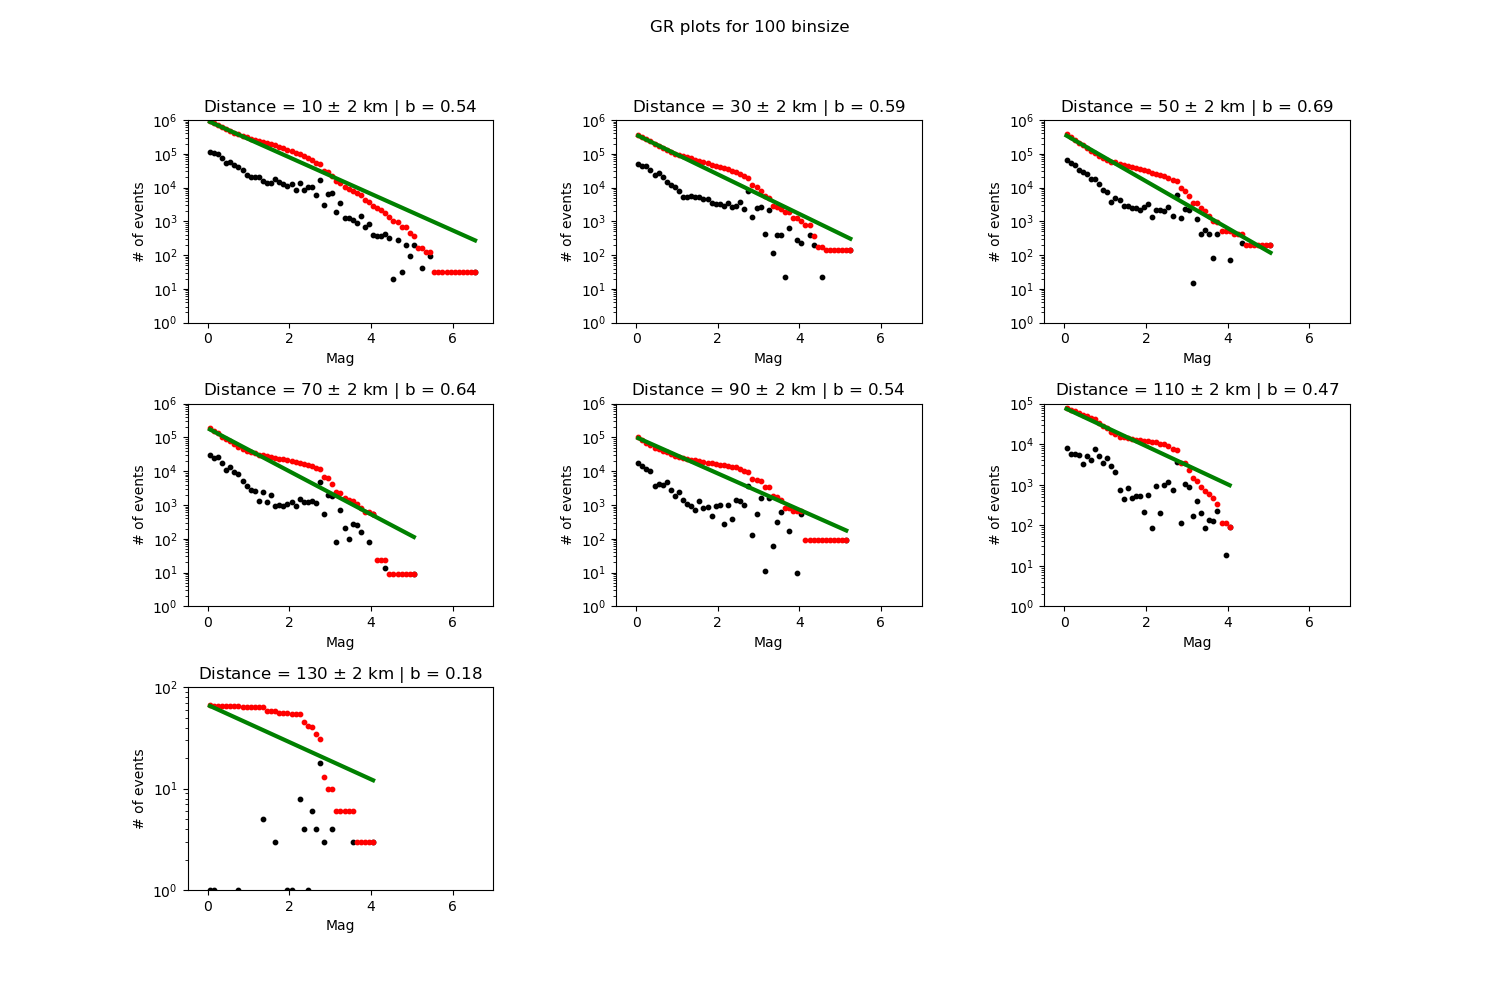 GR plots for 100 binsize
Distance = 10 ± 2 km | b = 0.54
Distance = 30 ± 2 km | b = 0.59
Distance = 50 ± 2 km | b = 0.69
# of events
10^6
10^5
10^4
10^3
10^2
10^1
10^0
0 2 4 6
Mag
# of events
10^6
10^5
10^4
10^3
10^2
10^1
10^0
0 2 4 6
Mag
# of events
10^6
10^5
10^4
10^3
10^2
10^1
10^0
0 2 4 6
Mag
Distance = 70 ± 2 km | b = 0.64
Distance = 90 ± 2 km | b = 0.54
Distance = 110 ± 2 km | b = 0.47
# of events
10^6
10^5
10^4
10^3
10^2
10^1
10^0
0 2 4 6
Mag
# of events
10^6
10^5
10^4
10^3
10^2
10^1
10^0
0 2 4 6
Mag
# of events
10^5
10^4
10^3
10^2
10^1
10^0
0 2 4 6
Mag
Distance = 130 ± 2 km | b = 0.18
# of events
10^2
10^1
10^0
0 2 4 6
Mag